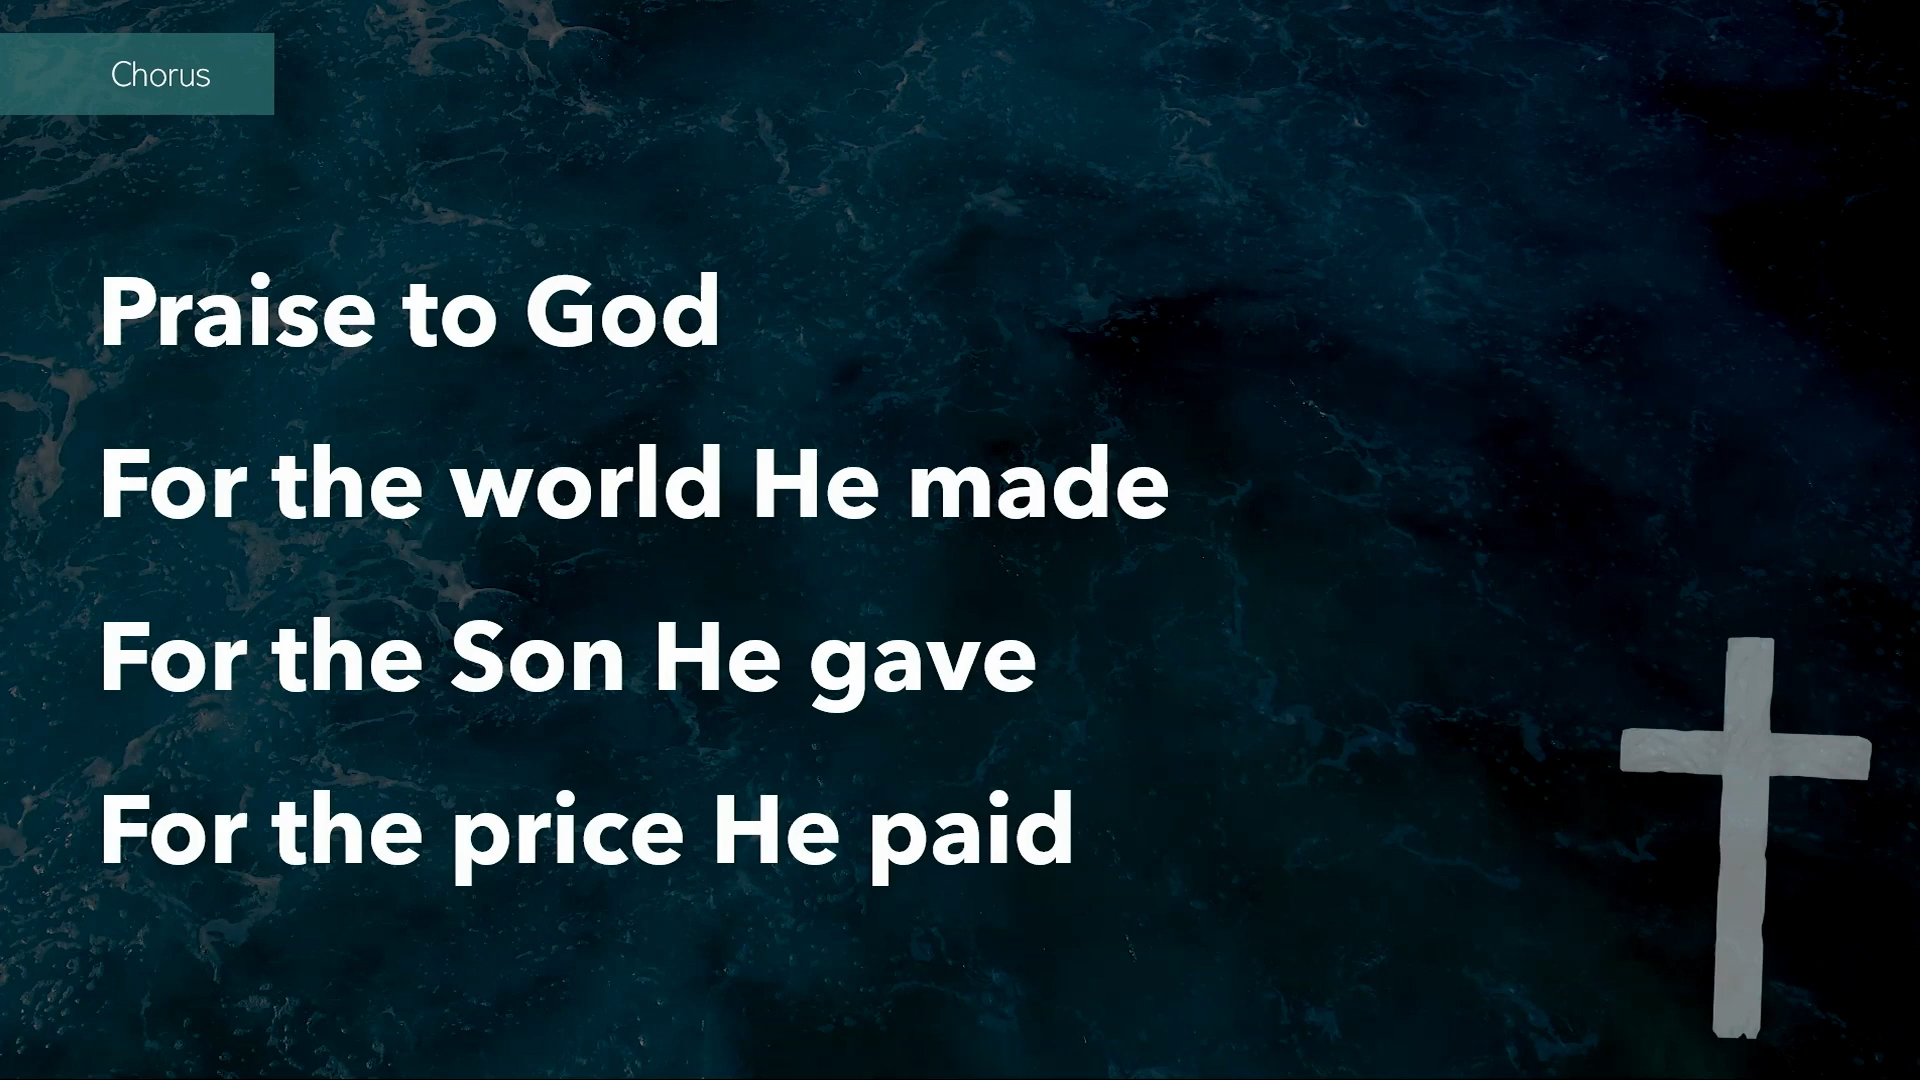 Chorus
Praise to God
For the world He made
For the Son He gave
For the price He paid